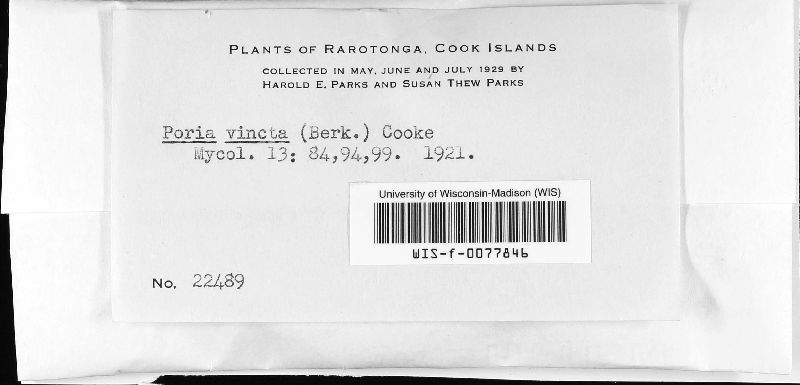 PLANTS OF RAROTONGA, COOK ISLANDS
COLLECTED IN MAY, JUNE AND JULY 1929 BY
HAROLD E. PARKS AND SUSAN THEW PARKS
Poria vincta (Berk.) Cooke
Mycol. 13: 84,94,99. 1921.
University of Wisconsin-Madison (WIS)
WIS-f-0077846
No. 22489